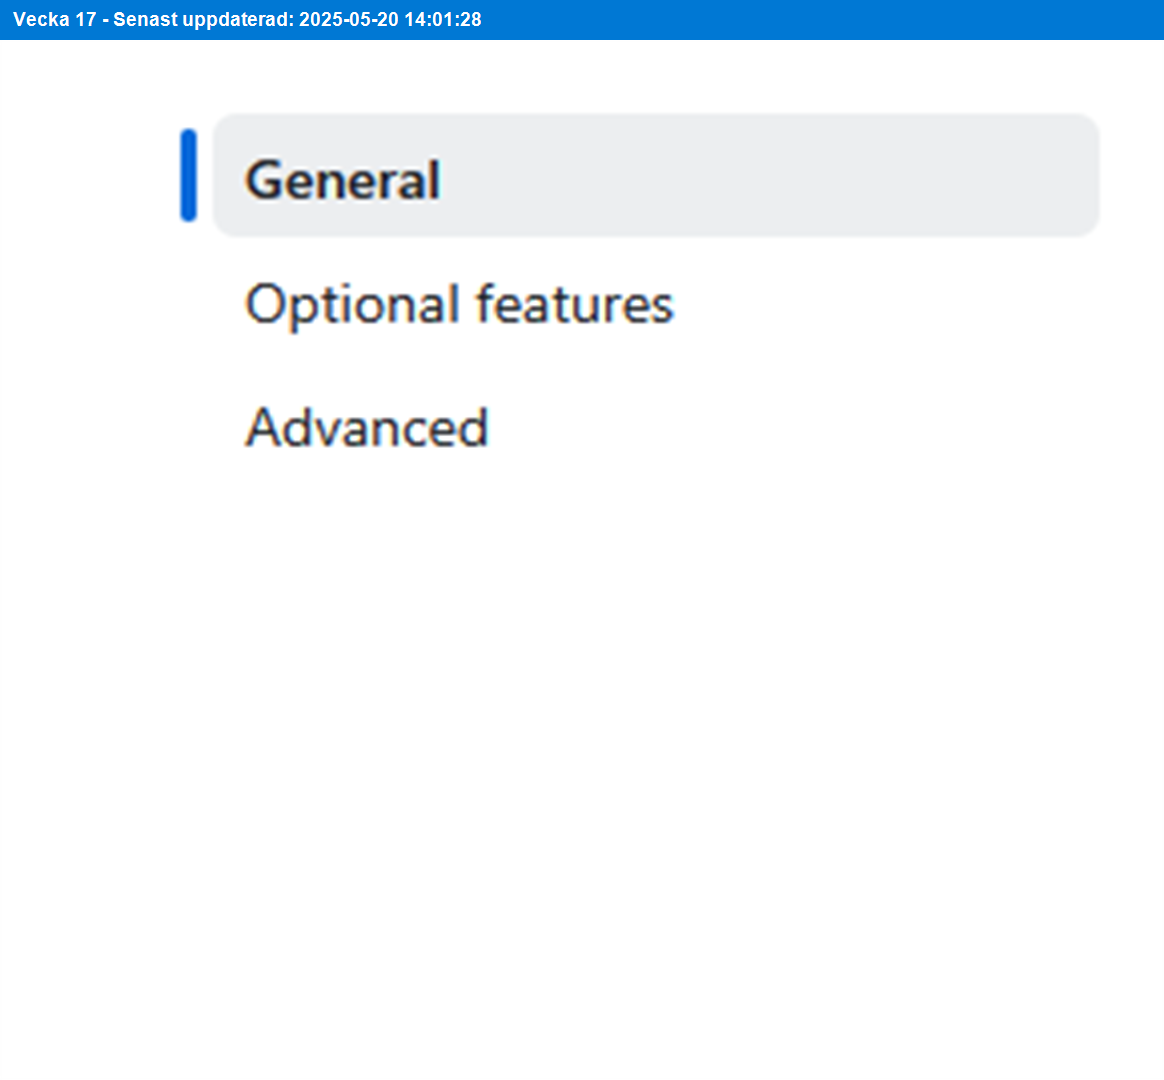 Vecka 17 - Senast uppdaterad: 2025-05-20 14:01:28
General
Optional features
Advanced